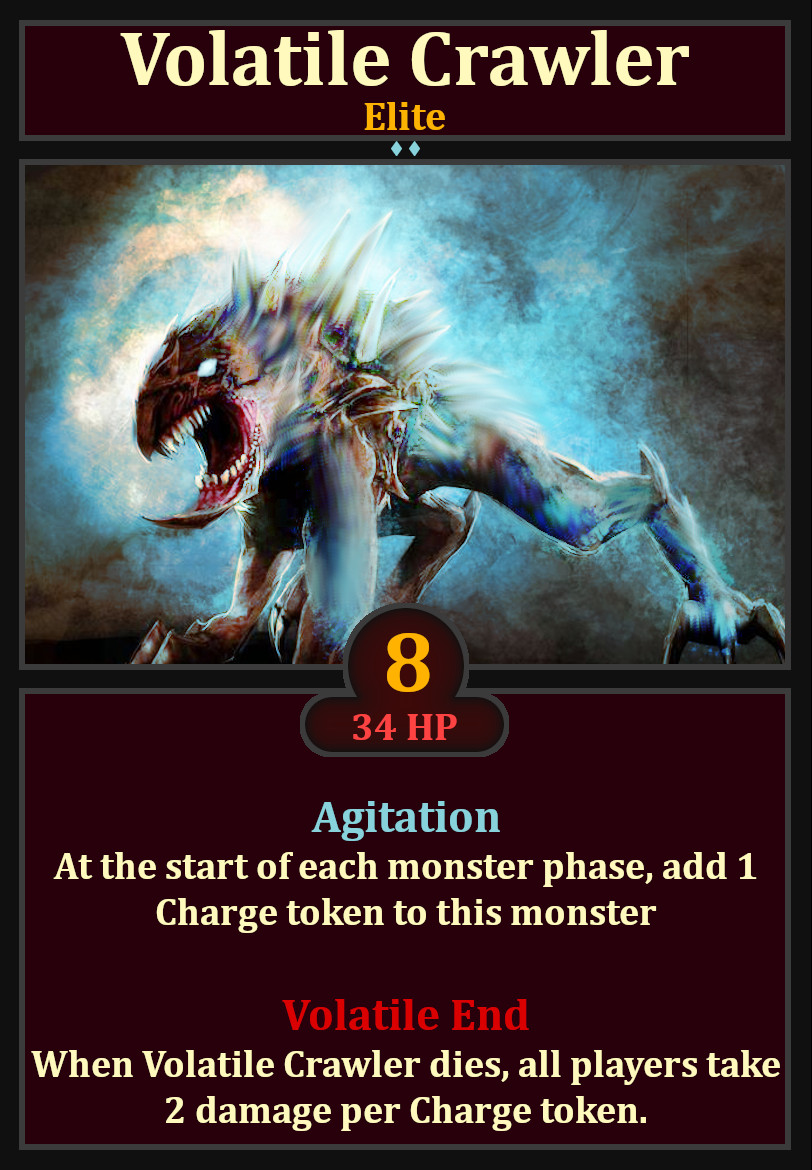 Volatile Crawler
Elite
8
34 HP
Agitation
At the start of each monster phase, add 1
Charge token to this monster
Volatile End
When Volatile Crawler dies, all players take
2 damage per Charge token.